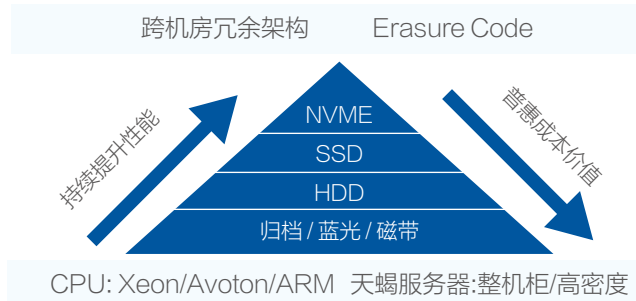 跨机房冗余架构 Erasure Code
NVME
SSD
HDD
归档 / 蓝光 / 磁带
持续提升性能
普惠成本价值
CPU: Xeon/Avoton/ARM 天蝎服务器:整机柜/高密度